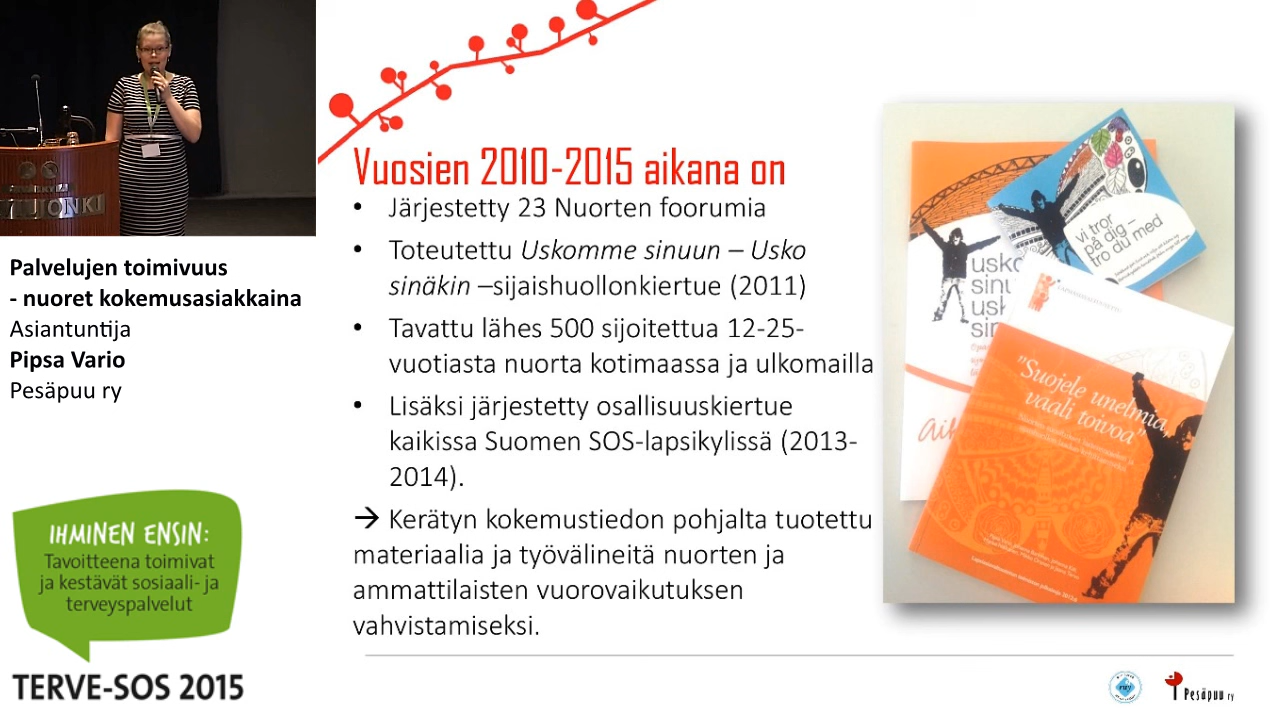 Palvelujen toimivuus
- nuoret kokemusasiakkaina
Asiantuntija
Pipsa Vario
Pesäpuu ry
IHMINEN ENSIN:
Tavoitteena toimivat
ja kestävät sosiaali- ja
terveyspalvelut
TERVE-SOS 2015
Vuosien 2010-2015 aikana on
• Järjestetty 23 Nuorten foorumia
• Toteutettu Uskomme sinuun – Usko
sinäkin –sijaishuollonkiertue (2011)
• Tavattu lähes 500 sijoitettua 12-25-
vuotiasta nuorta kotimaassa ja ulkomailla
• Lisäksi järjestetty osallisuuskiertue
kaikissa Suomen SOS-lapsikylissä (2013-
2014).
→ Kerätyn kokemustiedon pohjalta tuotettu
materiaalia ja työvälineitä nuorten ja
ammattilaisten vuorovaikutuksen
vahvistamiseksi.
vi tror
på dig –
tro du med
usko
sinu
usk
sin
"Suojele unelmia,
vaali toivoa"
Pesäpuu ry